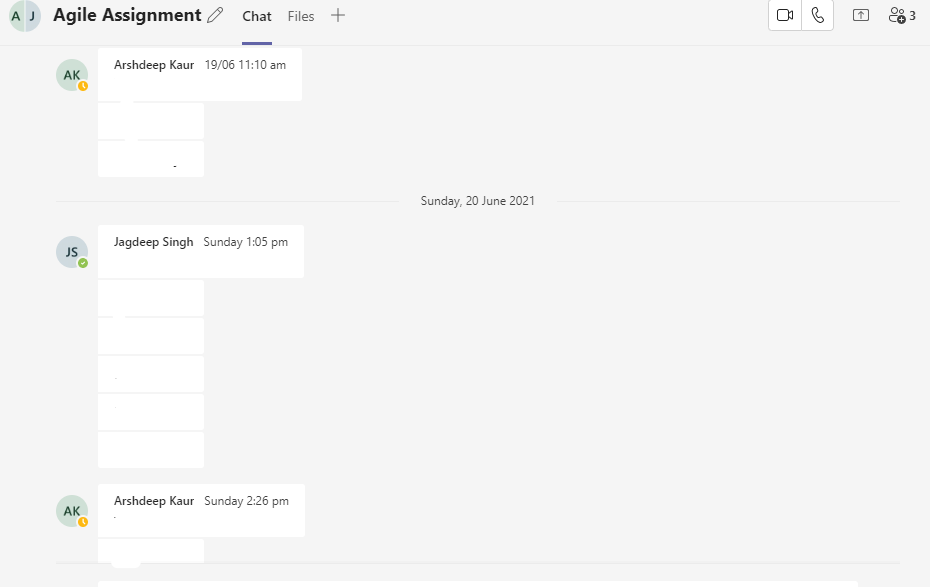 A J Agile Assignment Chat Files 3
AK Arshdeep Kaur 19/06 11:10 am
Sunday, 20 June 2021
JS Jagdeep Singh Sunday 1:05 pm
AK Arshdeep Kaur Sunday 2:26 pm